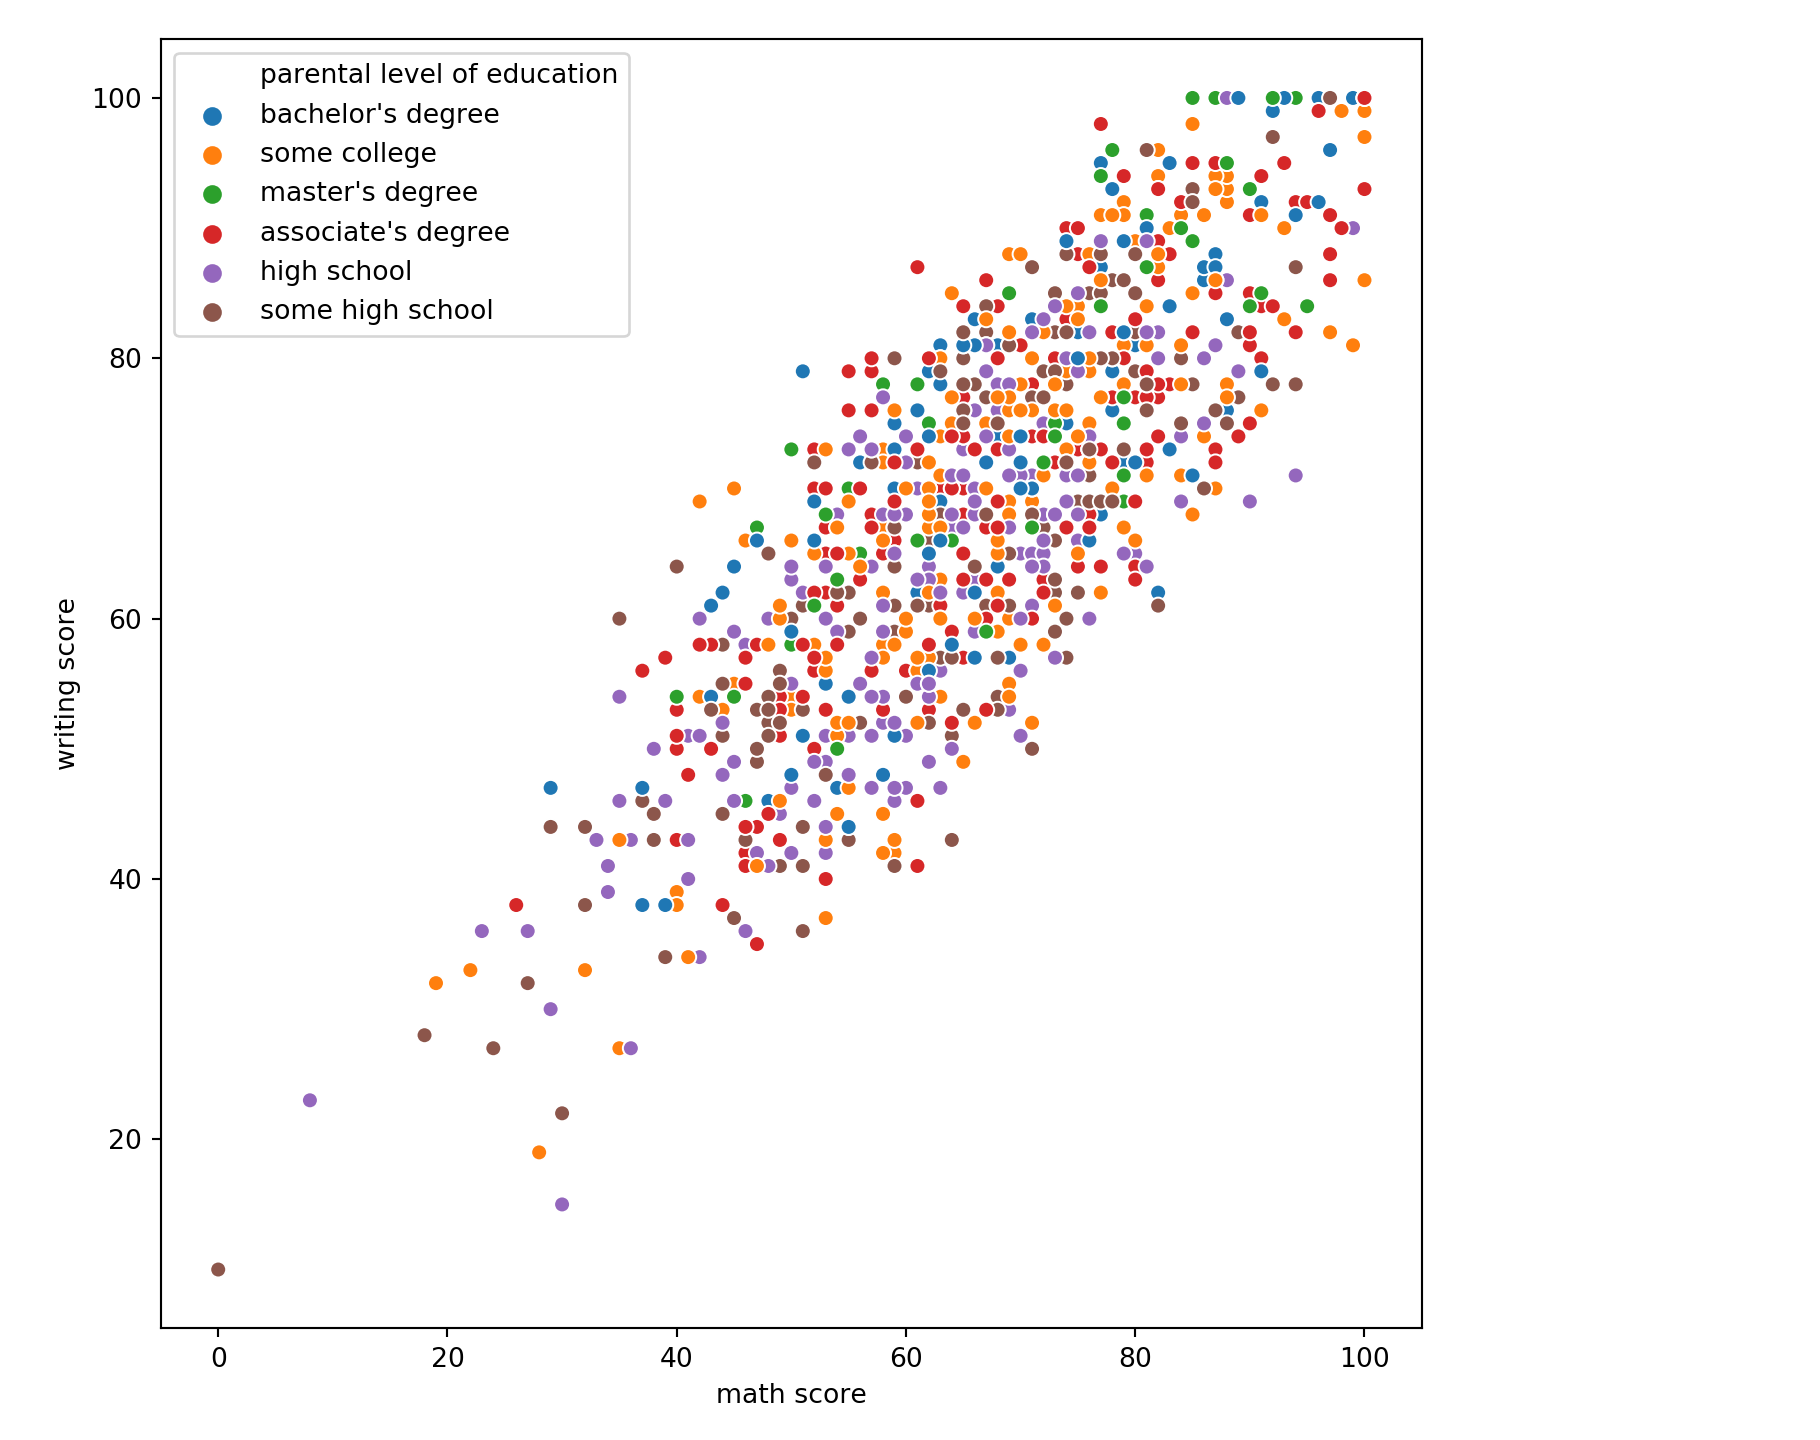 parental level of education
bachelor's degree
some college
master's degree
associate's degree
high school
some high school
100
80
60
40
20
writing score
0 20 40 60 80 100
math score